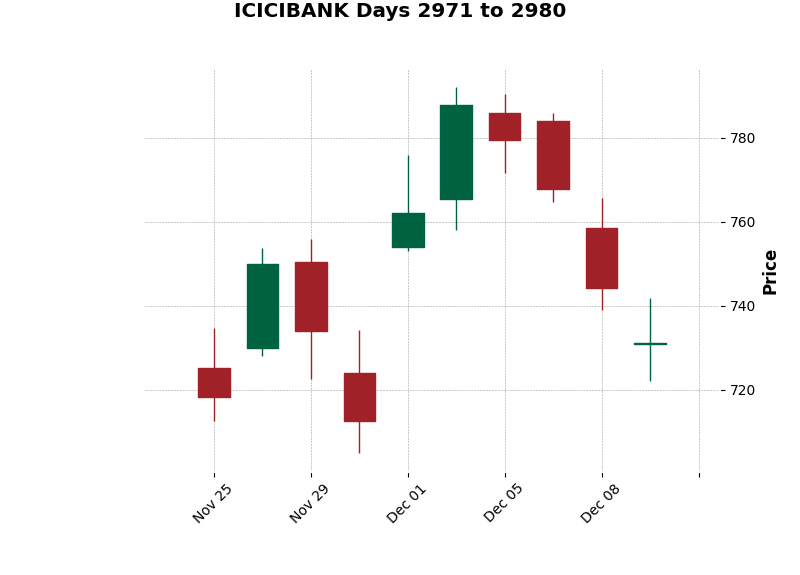 ICICIBANK Days 2971 to 2980
780
760
740
720
Price
Nov 25
Nov 29
Dec 01
Dec 05
Dec 08